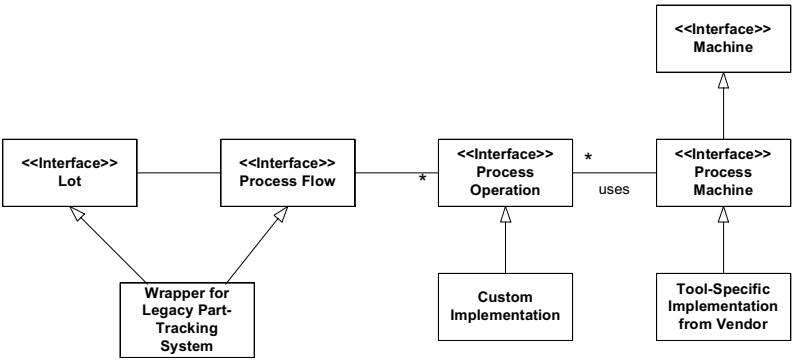 <<Interface>>
Machine
<<Interface>>
Lot
<<Interface>>
Process Flow
*
<<Interface>>
Process
Operation
*
uses
<<Interface>>
Process
Machine
Wrapper for
Legacy Part-
Tracking
System
Custom
Implementation
Tool-Specific
Implementation
from Vendor